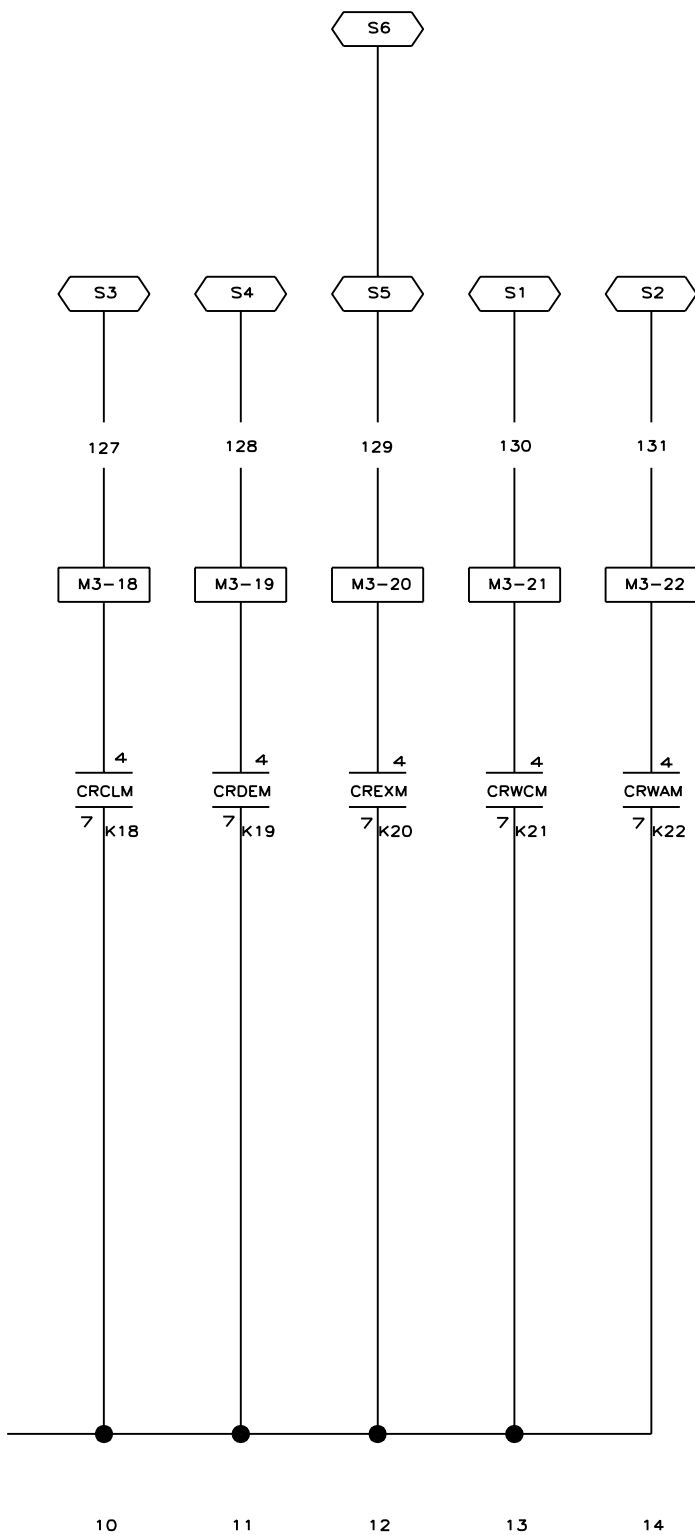 S6
S3 S4 S5 S1 S2
127 128 129 130 131
M3-18 M3-19 M3-20 M3-21 M3-22
4 4 4 4 4
CRCLM CRDEM CREXM CRWCM CRWAM
7 K18 7 K19 7 K20 7 K21 7 K22
10 11 12 13 14